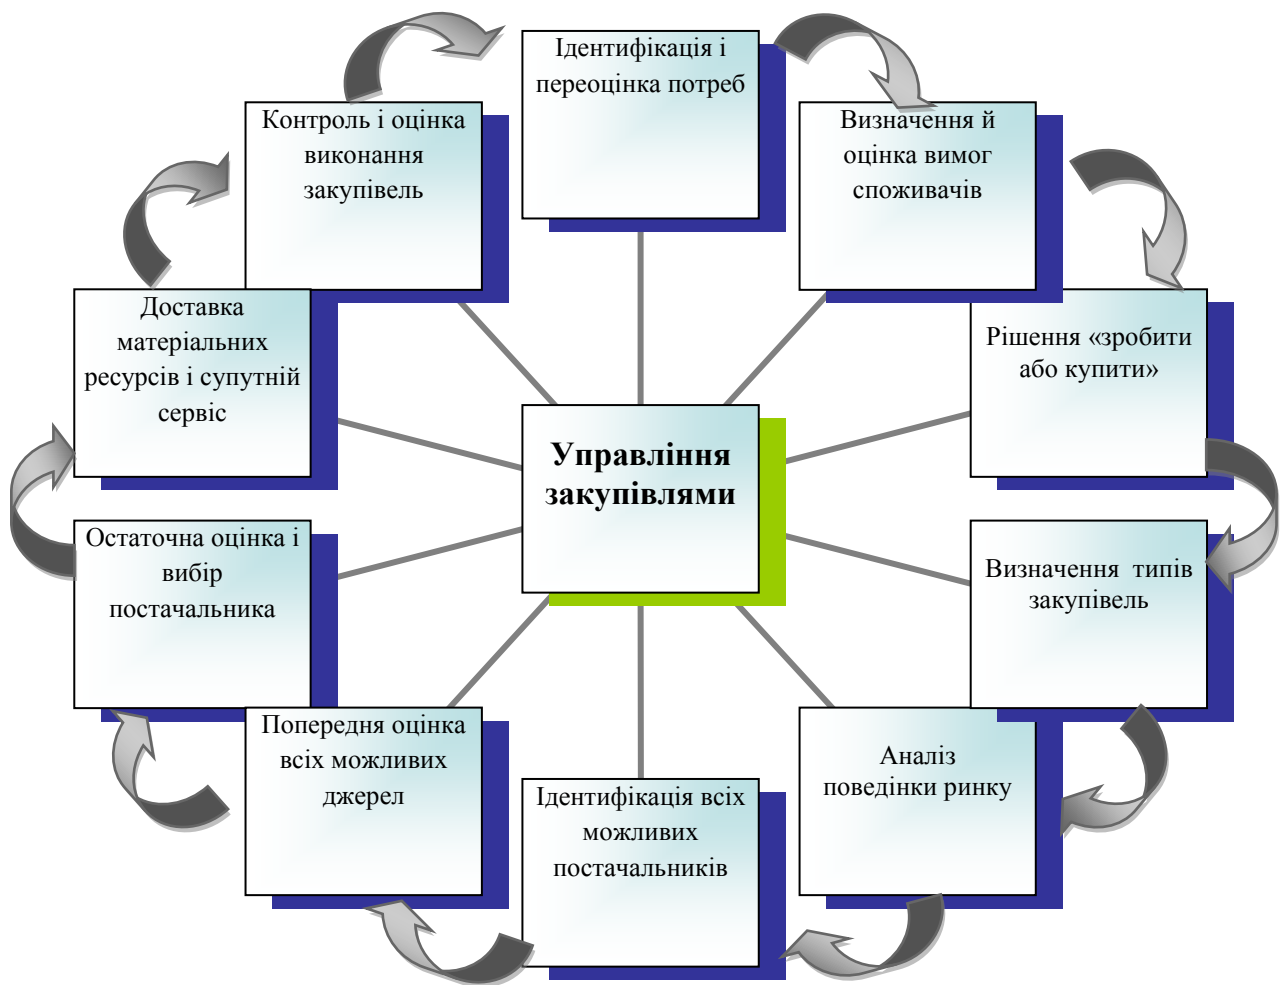 Ідентифікація і
переоцінка потреб
Визначення й
оцінка вимог
споживачів
Рішення «зробити
або купити»
Визначення типів
закупівель
Аналіз
поведінки ринку
Ідентифікація всіх
можливих
постачальників
Попередня оцінка
всіх можливих
джерел
Остаточна оцінка і
вибір
постачальника
Доставка
матеріальних
ресурсів і супутній
сервіс
Контроль і оцінка
виконання
закупівель
Управління
закупівлями